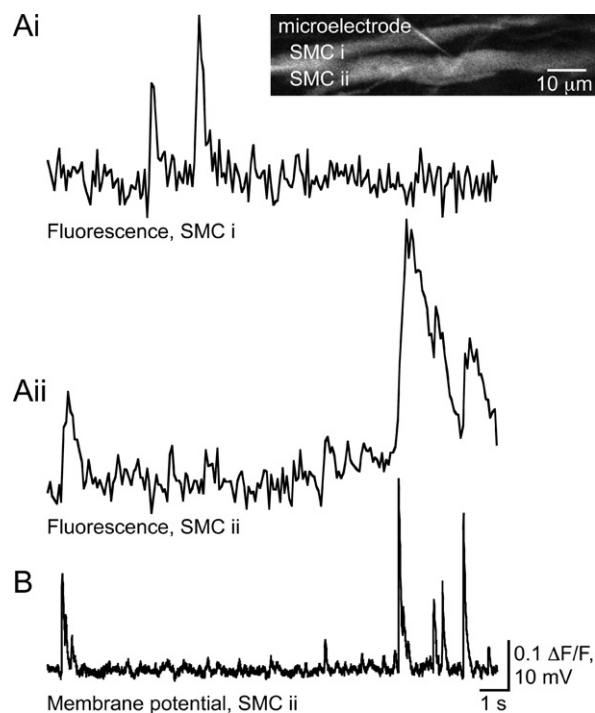 Ai
microelectrode
SMC i
SMC ii
10 μm
Fluorescence, SMC i
Aii
Fluorescence, SMC ii
B
0.1 ΔF/F,
10 mV
1 s
Membrane potential, SMC ii